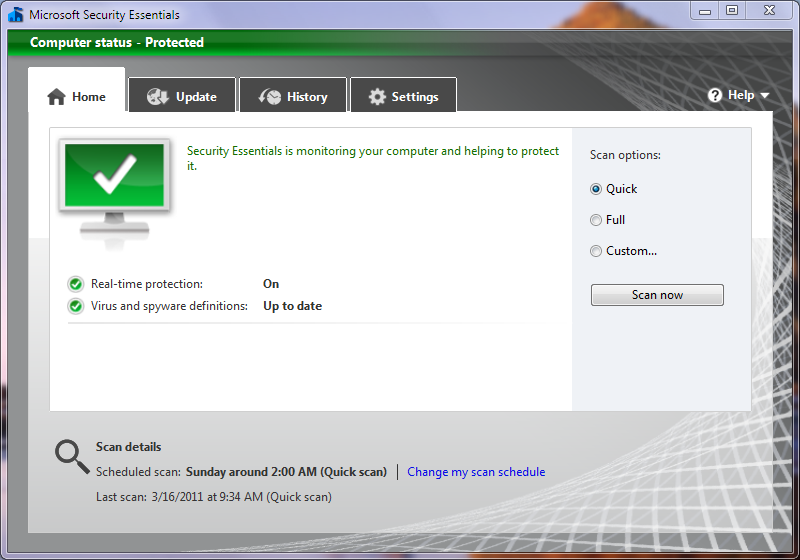 Microsoft Security Essentials
Computer status - Protected
Home
Update
History
Settings
Help
Security Essentials is monitoring your computer and helping to protect
it.
Scan options:
Quick
Full
Custom...
Scan now
Real-time protection: On
Virus and spyware definitions: Up to date
Scan details
Scheduled scan: Sunday around 2:00 AM (Quick scan) | Change my scan schedule
Last scan: 3/16/2011 at 9:34 AM (Quick scan)